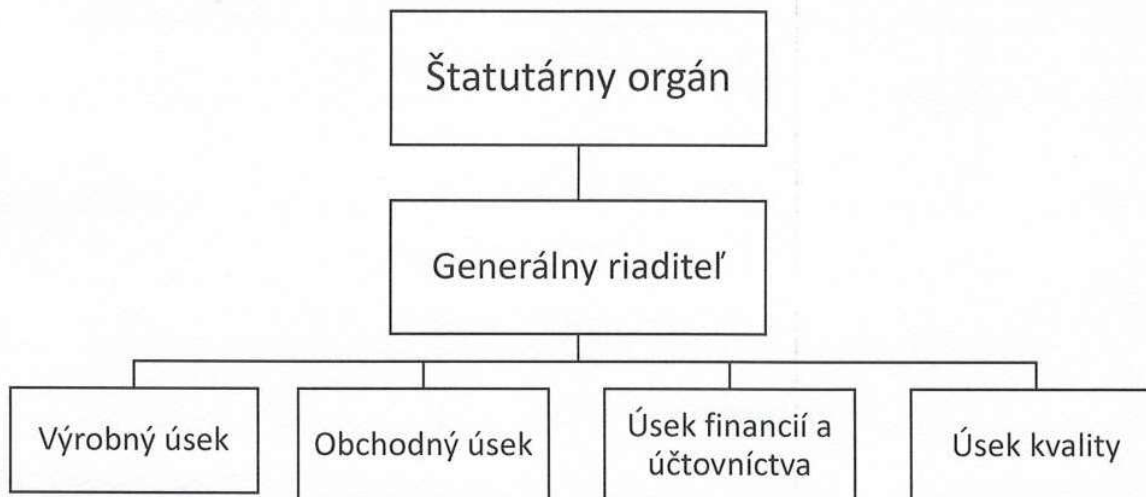 Štatutárny orgán
Generálny riaditeľ
Výrobný úsek
Obchodný úsek
Úsek financií a
účtovníctva
Úsek kvality